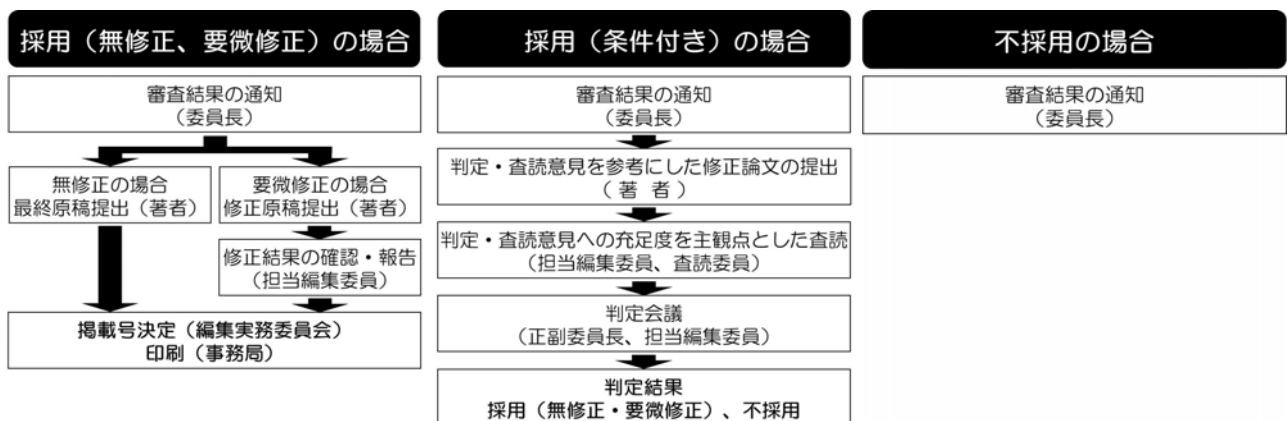 採用（無修正、要微修正）の場合
審査結果の通知
（委員長）
無修正の場合
最終原稿提出（著者）
要微修正の場合
修正原稿提出（著者）
修正結果の確認・報告
（担当編集委員）
掲載号決定（編集実務委員会）
印刷（事務局）
採用（条件付き）の場合
審査結果の通知
（委員長）
判定・査読意見を参考にした修正論文の提出
（ 著 者 ）
判定・査読意見への充足度を主観点とした査読
（担当編集委員、査読委員）
判定会議
（正副委員長、担当編集委員）
判定結果
採用（無修正・要微修正）、不採用
不採用の場合
審査結果の通知
（委員長）